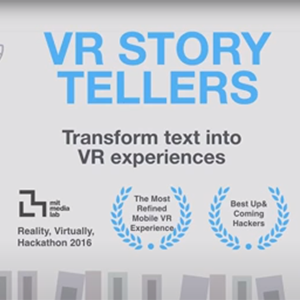 VR STORY
TELLERS
Transform text into
VR experiences
mit
media
lab
Reality, Virtually,
Hackathon 2016
The Most
Refined
Mobile VR
Experience
Best Up&
Coming
Hackers